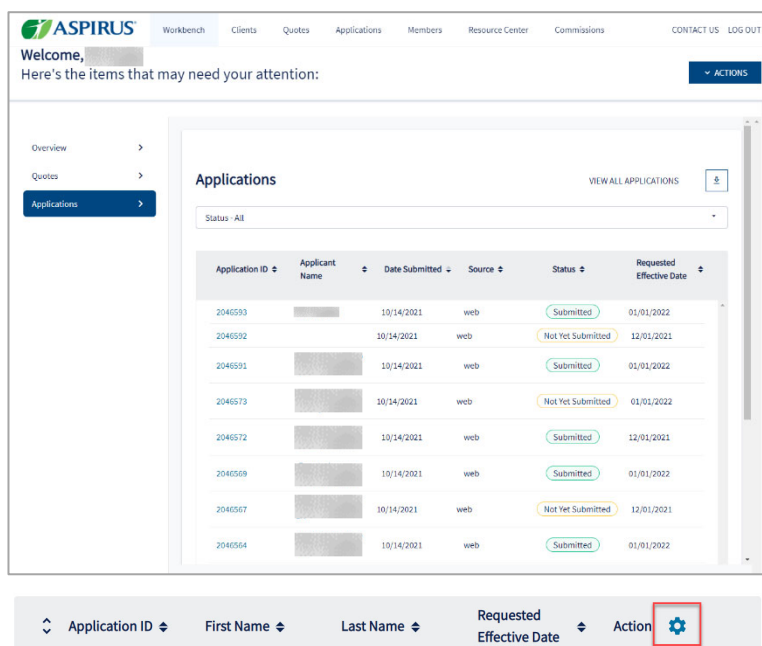 ASPIRUS Workbench Clients Quotes Applications Members Resource Center Commissions CONTACT US LOG OUT
Welcome,
Here's the items that may need your attention:
ACTIONS
Overview
Quotes
Applications
Applications
VIEW ALL APPLICATIONS
Status - All
Application ID Applicant Name Date Submitted Source Status Requested Effective Date
2046593 10/14/2021 web Submitted 01/01/2022
2046592 10/14/2021 web Not Yet Submitted 12/01/2021
2046591 10/14/2021 web Submitted 01/01/2022
2046573 10/14/2021 web Not Yet Submitted 01/01/2022
2046572 10/14/2021 web Submitted 12/01/2021
2046569 10/14/2021 web Submitted 01/01/2022
2046567 10/14/2021 web Not Yet Submitted 12/01/2021
2046564 10/14/2021 web Submitted 01/01/2022
Application ID First Name Last Name Requested Effective Date Action